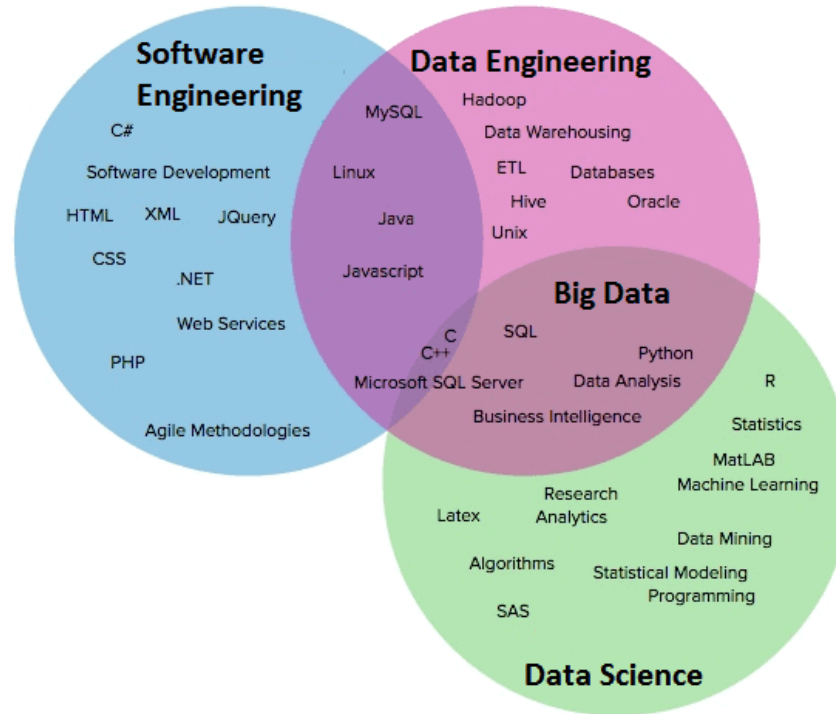 Software
Engineering
C#
Software Development
HTML
XML
JQuery
CSS
.NET
Web Services
PHP
Agile Methodologies
MySQL
Linux
Java
Javascript
C
C++
Microsoft SQL Server
Data Engineering
Hadoop
Data Warehousing
ETL
Databases
Hive
Oracle
Unix
Big Data
SQL
Python
Data Analysis
Business Intelligence
R
Statistics
MatLAB
Machine Learning
Research
Analytics
Latex
Data Mining
Algorithms
Statistical Modeling
Programming
SAS
Data Science